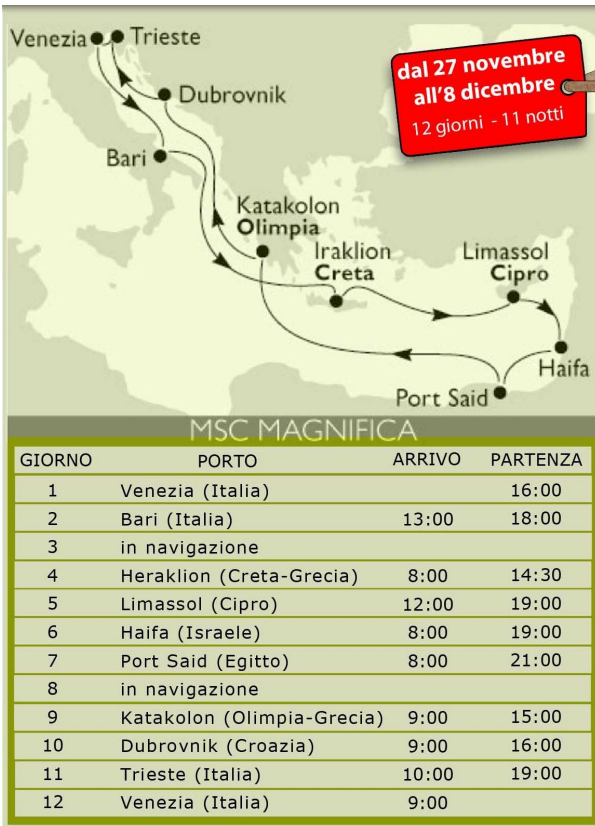 Venezia Trieste
dal 27 novembre
all'8 dicembre
12 giorni - 11 notti
Dubrovnik
Bari
Katakolon
Olimpia
Iraklion
Creta
Limassol
Cipro
Haifa
Port Said
MSC MAGNIFICA
GIORNO PORTO ARRIVO PARTENZA
1 Venezia (Italia) 16:00
2 Bari (Italia) 13:00 18:00
3 in navigazione
4 Heraklion (Creta-Grecia) 8:00 14:30
5 Limassol (Cipro) 12:00 19:00
6 Haifa (Israele) 8:00 19:00
7 Port Said (Egitto) 8:00 21:00
8 in navigazione
9 Katakolon (Olimpia-Grecia) 9:00 15:00
10 Dubrovnik (Croazia) 9:00 16:00
11 Trieste (Italia) 10:00 19:00
12 Venezia (Italia) 9:00